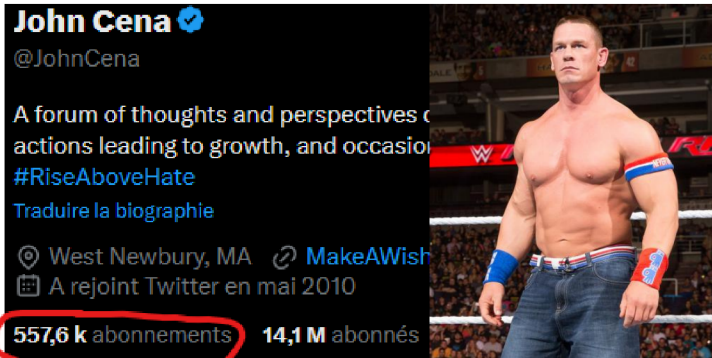 John Cena
@JohnCena
A forum of thoughts and perspectives
actions leading to growth, and
#RiseAboveHate
Traduire la biographie
West Newbury, MA MakeAWish
A rejoint Twitter en mai 2010
557,6 k abonnements 14,1 M abonnés
W